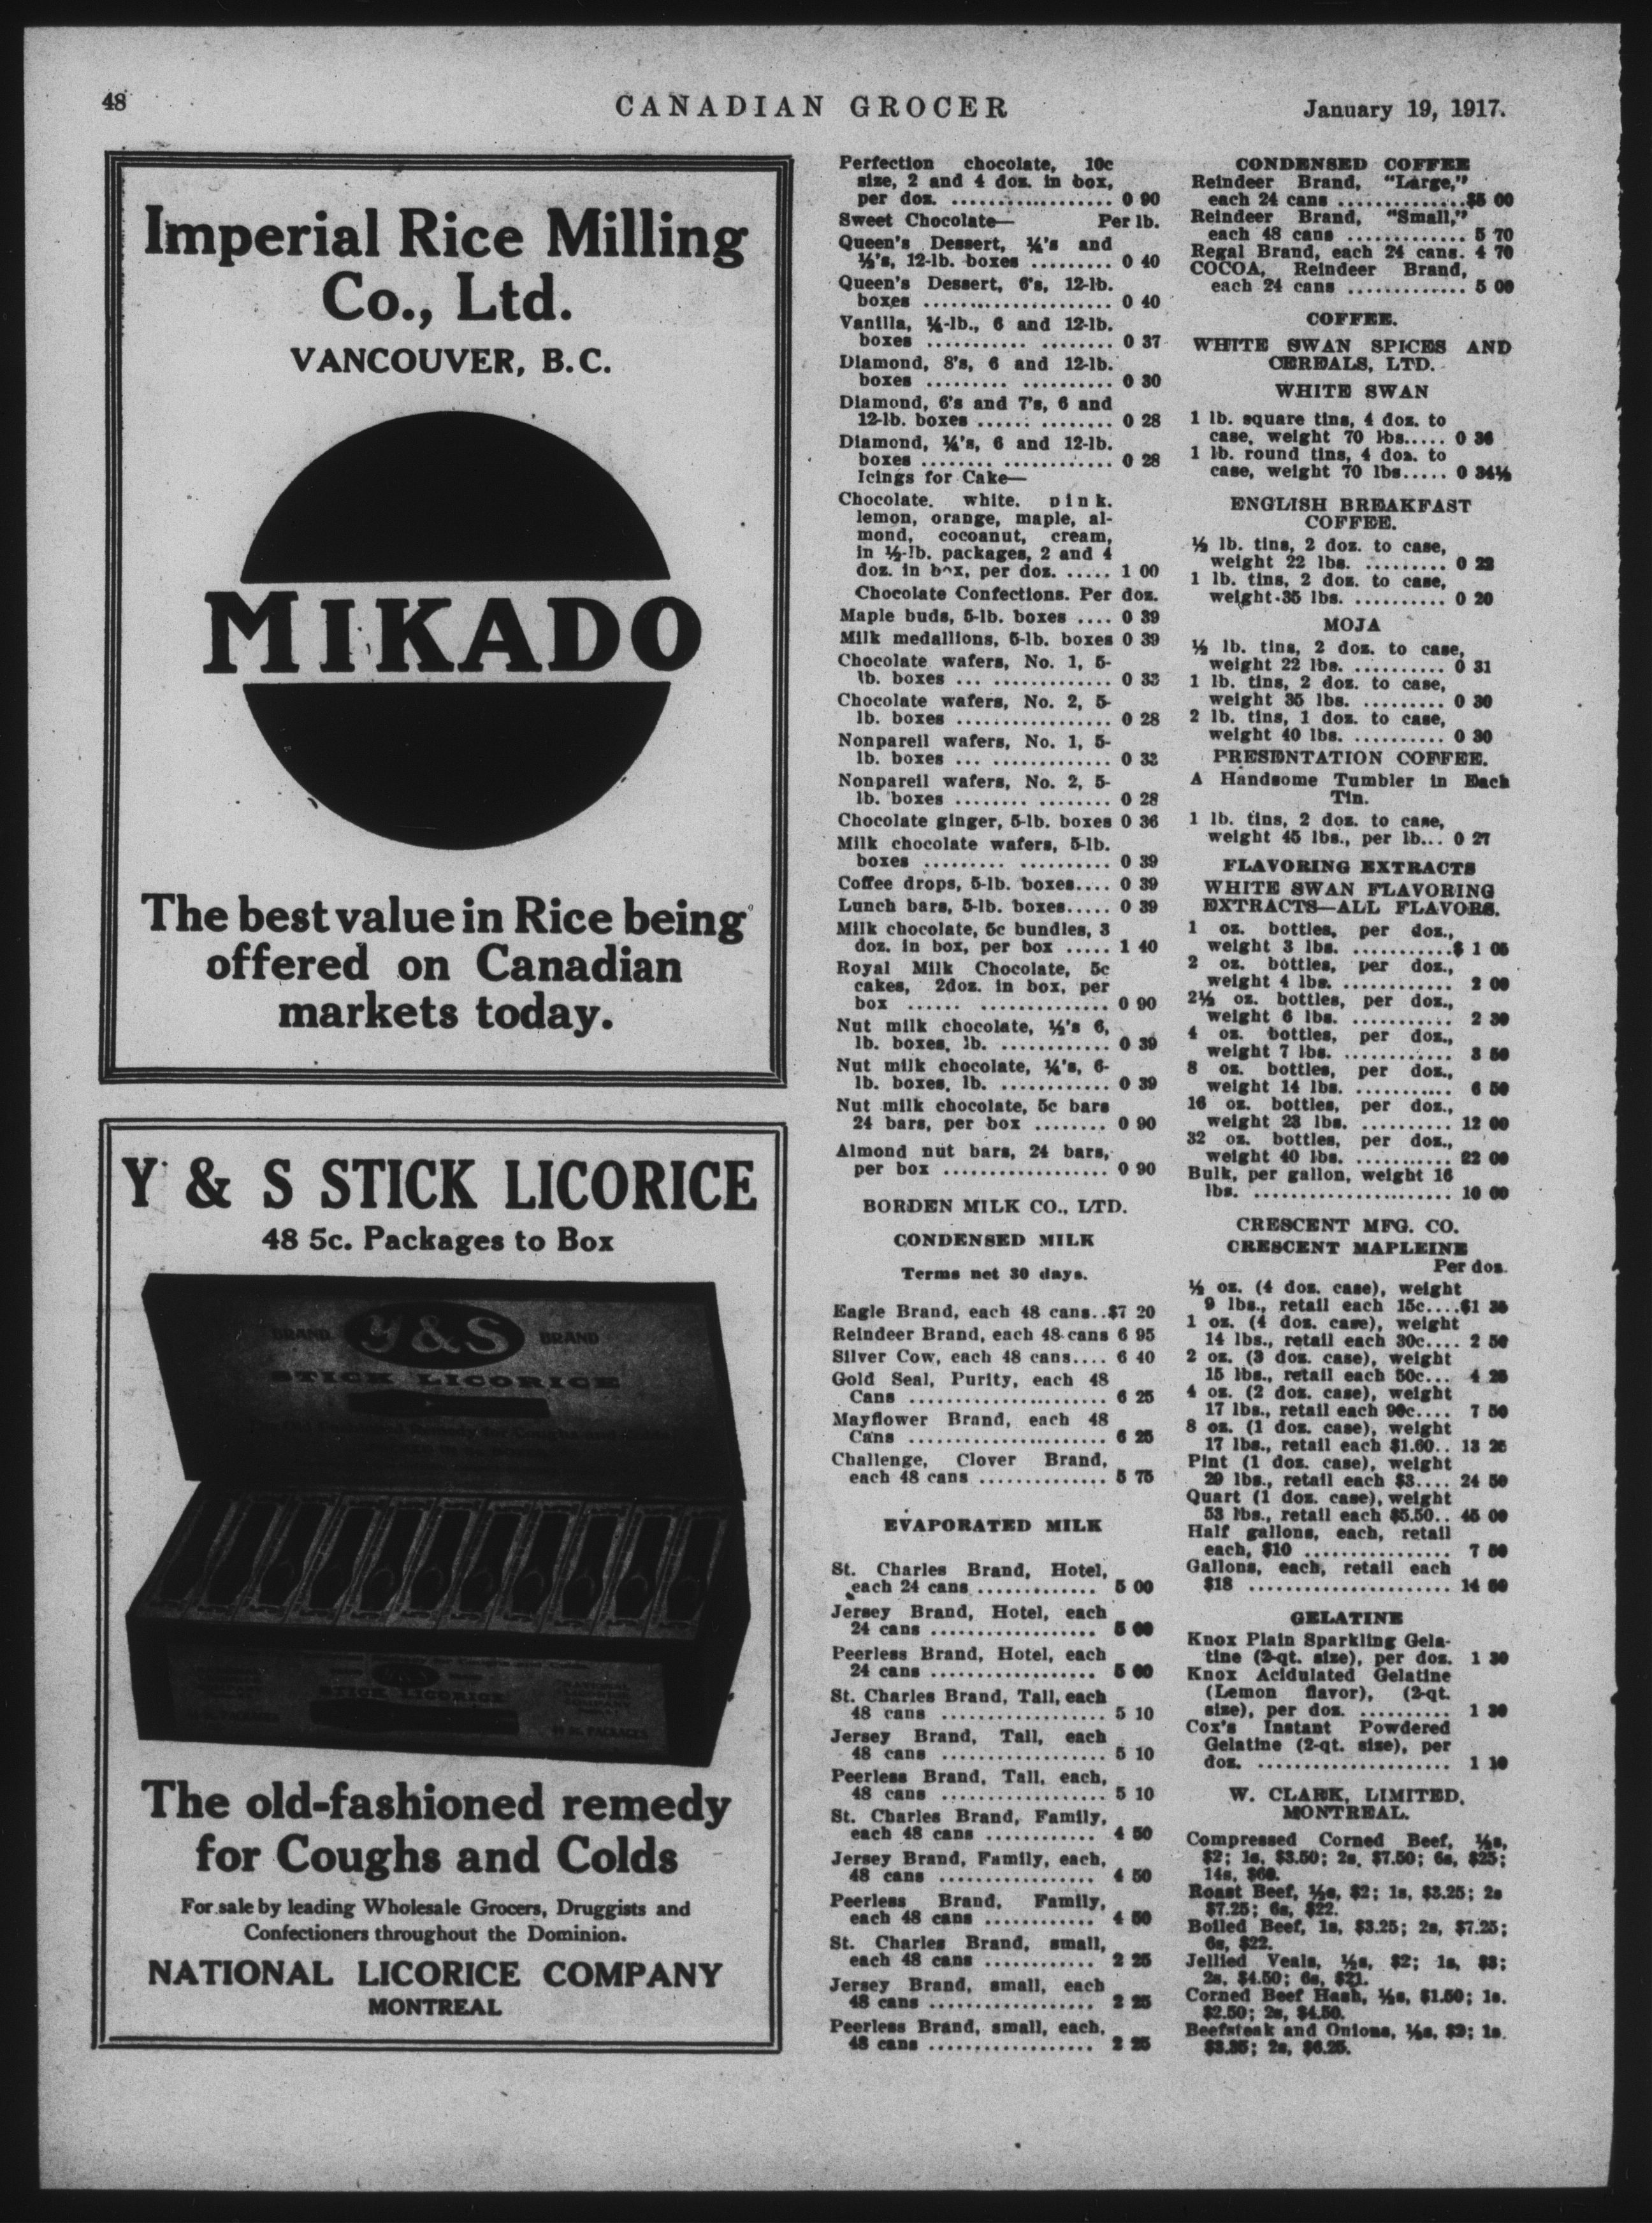 48
CANADIAN GROCER
January 19, 1917.
Imperial Rice Milling
Co., Ltd.
VANCOUVER, B.C.
MIKADO
The best value in Rice being
offered on Canadian
markets today.
Y & S STICK LICORICE
48 5c. Packages to Box
BRAND Y&S BRAND
STICK LICORICE
STICK LICORICE
The old-fashioned remedy
for Coughs and Colds
For sale by leading Wholesale Grocers, Druggists and
Confectioners throughout the Dominion.
NATIONAL LICORICE COMPANY
MONTREAL
Perfection chocolate, 10c
size, 2 and 4 doz. in box,
per doz. .................. 0 90
Sweet Chocolate— Per lb.
Queen's Dessert, ¼'s and
½'s, 12-lb. boxes ......... 0 40
Queen's Dessert, 6's, 12-lb.
boxes ..................... 0 40
Vanilla, ¼-lb., 6 and 12-lb.
boxes ........... ........ 0 37
Diamond, 8's, 6 and 12-lb.
boxes ......... .......... 0 30
Diamond, 6's and 7's, 6 and
12-lb. boxes ...... ........ 0 28
Diamond, ¼'s, 6 and 12-lb.
boxes ........ ............ 0 28
Icings for Cake—
Chocolate. white. pink.
lemon, orange, maple, al-
mond, cocoanut, cream,
in ½-lb. packages, 2 and 4
doz. in box, per doz. ..... 1 00
Chocolate Confections. Per doz.
Maple buds, 5-lb. boxes .... 0 39
Milk medallions, 5-lb. boxes 0 39
Chocolate wafers, No. 1, 5-
lb. boxes ... ............. 0 33
Chocolate wafers, No. 2, 5-
lb. boxes ................. 0 28
Nonpareil wafers, No. 1, 5-
lb. boxes ... ............. 0 33
Nonpareil wafers, No. 2, 5-
lb. boxes ........ ........ 0 28
Chocolate ginger, 5-lb. boxes 0 36
Milk chocolate wafers, 5-lb.
boxes ......... .......... 0 39
Coffee drops, 5-lb. boxes.... 0 39
Lunch bars, 5-lb. boxes..... 0 39
Milk chocolate, 5c bundles, 3
doz. in box, per box ..... 1 40
Royal Milk Chocolate, 5c
cakes, 2doz. in box, per
box ...... .............. 0 90
Nut milk chocolate, ½'s 6,
lb. boxes, lb. ............ 0 39
Nut milk chocolate, ¼'s, 6-
lb. boxes, lb. ............ 0 39
Nut milk chocolate, 5c bars
24 bars, per box ........ 0 90
Almond nut bars, 24 bars,
per box .................. 0 90
BORDEN MILK CO., LTD.
CONDENSED MILK
Terms net 30 days.
Eagle Brand, each 48 cans..$7 20
Reindeer Brand, each 48 cans 6 95
Silver Cow, each 48 cans.... 6 40
Gold Seal, Purity, each 48
Cans ...................... 6 25
Mayflower Brand, each 48
Cans ...................... 6 25
Challenge, Clover Brand,
each 48 cans .............. 5 75
EVAPORATED MILK
St. Charles Brand, Hotel,
each 24 cans ............. 5 00
Jersey Brand, Hotel, each
24 cans .................. 5 00
Peerless Brand, Hotel, each
24 cans .................. 5 00
St. Charles Brand, Tall, each
48 cans .................. 5 10
Jersey Brand, Tall, each
48 cans .................. 5 10
Peerless Brand, Tall, each,
48 cans .................. 5 10
St. Charles Brand, Family,
each 48 cans ............ 4 50
Jersey Brand, Family, each,
48 cans .................. 4 50
Peerless Brand, Family,
each 48 cans ............ 4 50
St. Charles Brand, small,
each 48 cans ............ 2 25
Jersey Brand, small, each
48 cans .................. 2 25
Peerless Brand, small, each,
48 cans .................. 2 25
CONDENSED COFFEE
Reindeer Brand, "Large,"
each 24 cans ..............$5 00
Reindeer Brand, "Small,"
each 48 cans ............. 5 70
Regal Brand, each 24 cans. 4 70
COCOA, Reindeer Brand,
each 24 cans ............. 5 00
COFFEE.
WHITE SWAN SPICES AND
CEREALS, LTD.
WHITE SWAN
1 lb. square tins, 4 doz. to
case, weight 70 lbs..... 0 36
1 lb. round tins, 4 doz. to
case, weight 70 lbs..... 0 34½
ENGLISH BREAKFAST
COFFEE.
½ lb. tins, 2 doz. to case,
weight 22 lbs. ......... 0 22
1 lb. tins, 2 doz. to case,
weight 35 lbs. .......... 0 20
MOJA
½ lb. tins, 2 doz. to case,
weight 22 lbs. .......... 0 31
1 lb. tins, 2 doz. to case,
weight 35 lbs. ......... 0 30
2 lb. tins, 1 doz. to case,
weight 40 lbs. .......... 0 30
PRESENTATION COFFEE.
A Handsome Tumbler in Each
Tin.
1 lb. tins, 2 doz. to case,
weight 45 lbs., per lb... 0 27
FLAVORING EXTRACTS
WHITE SWAN FLAVORING
EXTRACTS—ALL FLAVORS.
1 oz. bottles, per doz.,
weight 3 lbs. ...........$ 1 05
2 oz. bottles, per doz.,
weight 4 lbs. ............ 2 00
2½ oz. bottles, per doz.,
weight 6 lbs. ........... 2 30
4 oz. bottles, per doz.,
weight 7 lbs. ............ 3 50
8 oz. bottles, per doz.,
weight 14 lbs. ........... 6 50
16 oz. bottles, per doz.,
weight 23 lbs. .......... 12 00
32 oz. bottles, per doz.,
weight 40 lbs. ........... 22 00
Bulk, per gallon, weight 16
lbs. ...................... 10 00
CRESCENT MFG. CO.
CRESCENT MAPLEINE
Per doz.
½ oz. (4 doz. case), weight
9 lbs., retail each 15c....$1 35
1 oz. (4 doz. case), weight
14 lbs., retail each 30c.... 2 50
2 oz. (3 doz. case), weight
15 lbs., retail each 50c... 4 25
4 oz. (2 doz. case), weight
17 lbs., retail each 90c.... 7 50
8 oz. (1 doz. case), weight
17 lbs., retail each $1.60.. 13 25
Pint (1 doz. case), weight
29 lbs., retail each $3.... 24 50
Quart (1 doz. case), weight
53 lbs., retail each $5.50.. 45 00
Half gallons, each, retail
each, $10 ................ 7 50
Gallons, each, retail each
$18 ...................... 14 50
GELATINE
Knox Plain Sparkling Gela-
tine (2-qt. size), per doz. 1 30
Knox Acidulated Gelatine
(Lemon flavor), (2-qt.
size), per doz. .......... 1 30
Cox's Instant Powdered
Gelatine (2-qt. size), per
doz. ..................... 1 10
W. CLARK, LIMITED,
MONTREAL.
Compressed Corned Beef, ½s,
$2; 1s, $3.50; 2s, $7.50; 6s, $25;
14s, $60.
Roast Beef, ½s, $2; 1s, $3.25; 2s
$7.25; 6s, $22.
Boiled Beef, 1s, $3.25; 2s, $7.25;
6s, $22.
Jellied Veals, ½s, $2; 1s, $3;
2s, $4.50; 6s, $21.
Corned Beef Hash, ½s, $1.50; 1s.
$2.50; 2s, $4.50.
Beefsteak and Onions, ½s, $2; 1s.
$3.35; 2s, $6.25.